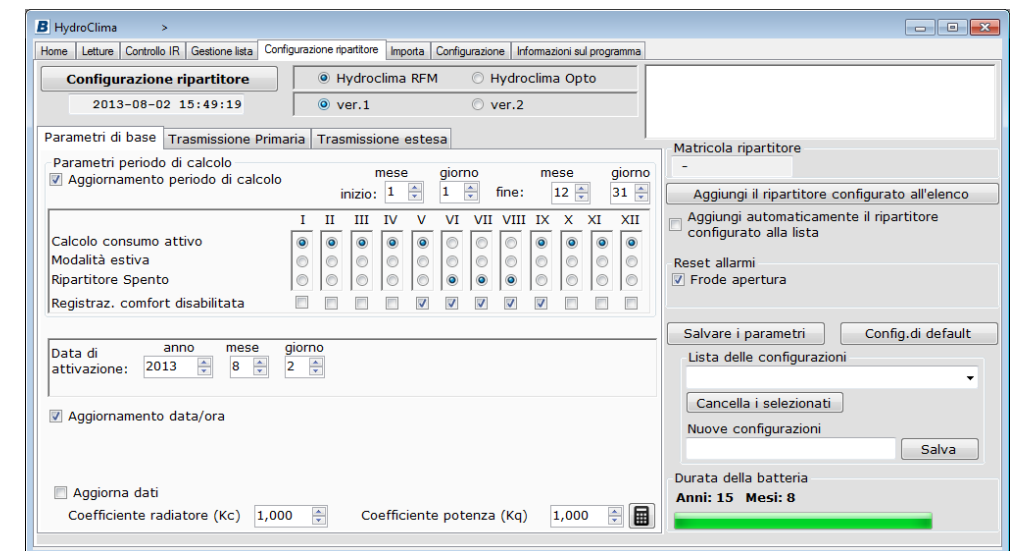 B HydroClima >
Home Letture Controllo IR Gestione lista Configurazione ripartitore Importa Configurazione Informazioni sul programma
Configurazione ripartitore
2013-08-02 15:49:19
Hydroclima RFM Hydroclima Opto
ver.1 ver.2
Parametri di base Trasmissione Primaria Trasmissione estesa
Parametri periodo di calcolo
Aggiornamento periodo di calcolo
mese giorno mese giorno
inizio: 1 1 fine: 12 31
I II III IV V VI VII VIII IX X XI XII
Calcolo consumo attivo
Modalità estiva
Ripartitore Spento
Registraz. comfort disabilitata
anno mese giorno
Data di attivazione: 2013 8 2
Aggiornamento data/ora
Aggiorna dati
Coefficiente radiatore (Kc) 1,000 Coefficiente potenza (Kq) 1,000
Matricola ripartitore
-
Aggiungi il ripartitore configurato all'elenco
Aggiungi automaticamente il ripartitore
configurato alla lista
Reset allarmi
Frode apertura
Salvare i parametri Config.di default
Lista delle configurazioni
Cancella i selezionati
Nuove configurazioni
Salva
Durata della batteria
Anni: 15 Mesi: 8